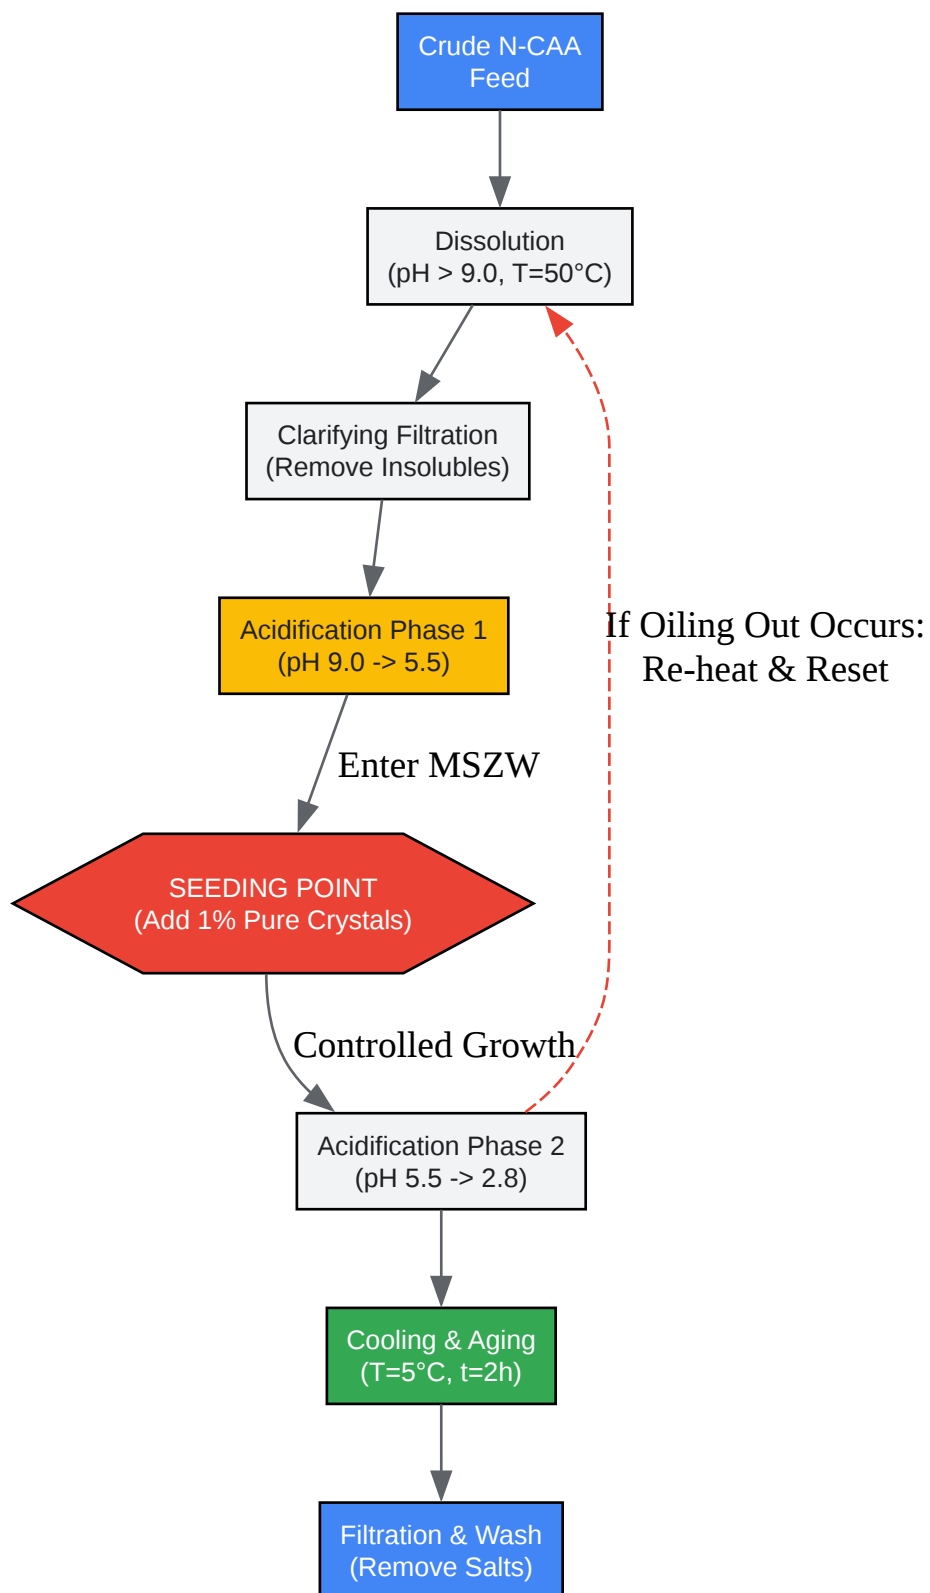 Crude N-CAA
Feed
Dissolution
(pH > 9.0, T=50°C)
Clarifying Filtration
(Remove Insolubles)
Acidification Phase 1
(pH 9.0 -> 5.5)
If Oiling Out Occurs:
Re-heat & Reset
Enter MSZW
SEEDING POINT
(Add 1% Pure Crystals)
Controlled Growth
Acidification Phase 2
(pH 5.5 -> 2.8)
Cooling & Aging
(T=5°C, t=2h)
Filtration & Wash
(Remove Salts)